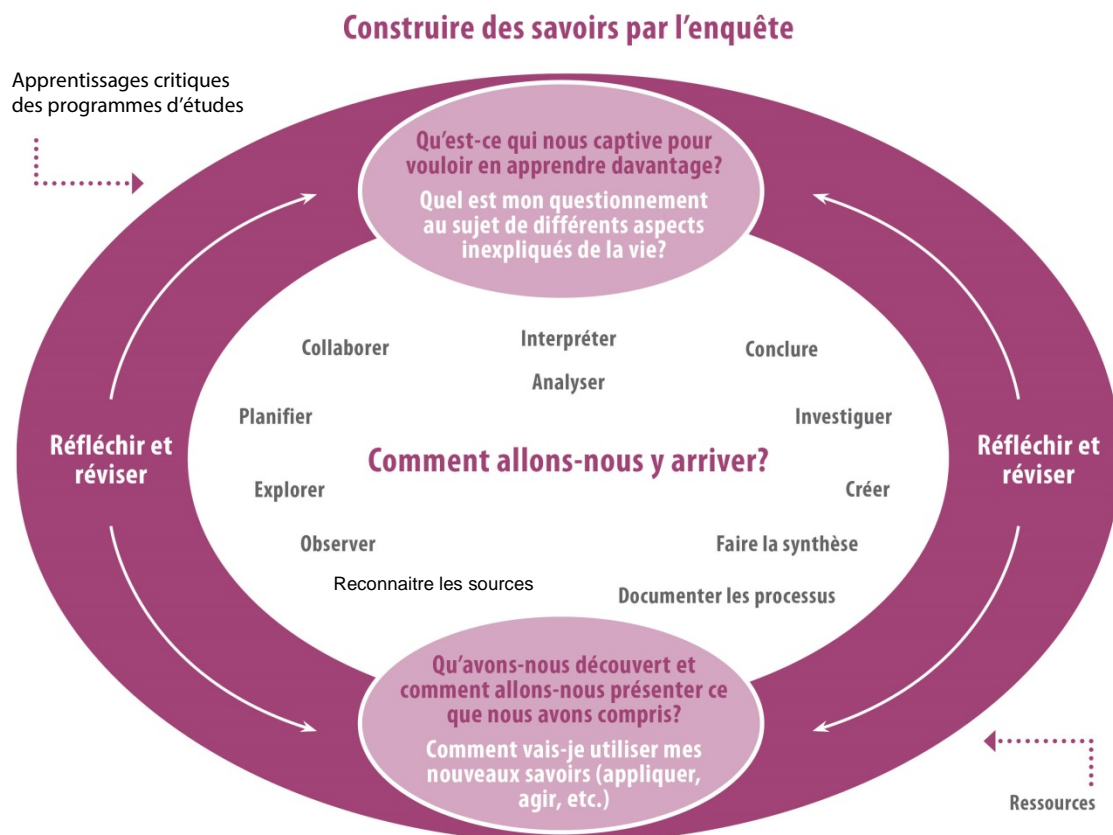 Construire des savoirs par l'enquête
Apprentissages critiques
des programmes d'études
Qu'est-ce qui nous captive pour
vouloir en apprendre davantage?
Quel est mon questionnement
au sujet de différents aspects
inexpliqués de la vie?
Collaborer
Interpréter
Conclure
Analyser
Planifier
Investiguer
Réfléchir et
réviser
Comment allons-nous y arriver?
Réfléchir et
réviser
Explorer
Créer
Observer
Faire la synthèse
Reconnaitre les sources
Documenter les processus
Qu'avons-nous découvert et
comment allons-nous présenter ce
que nous avons compris?
Comment vais-je utiliser mes
nouveaux savoirs (appliquer,
agir, etc.)
Ressources